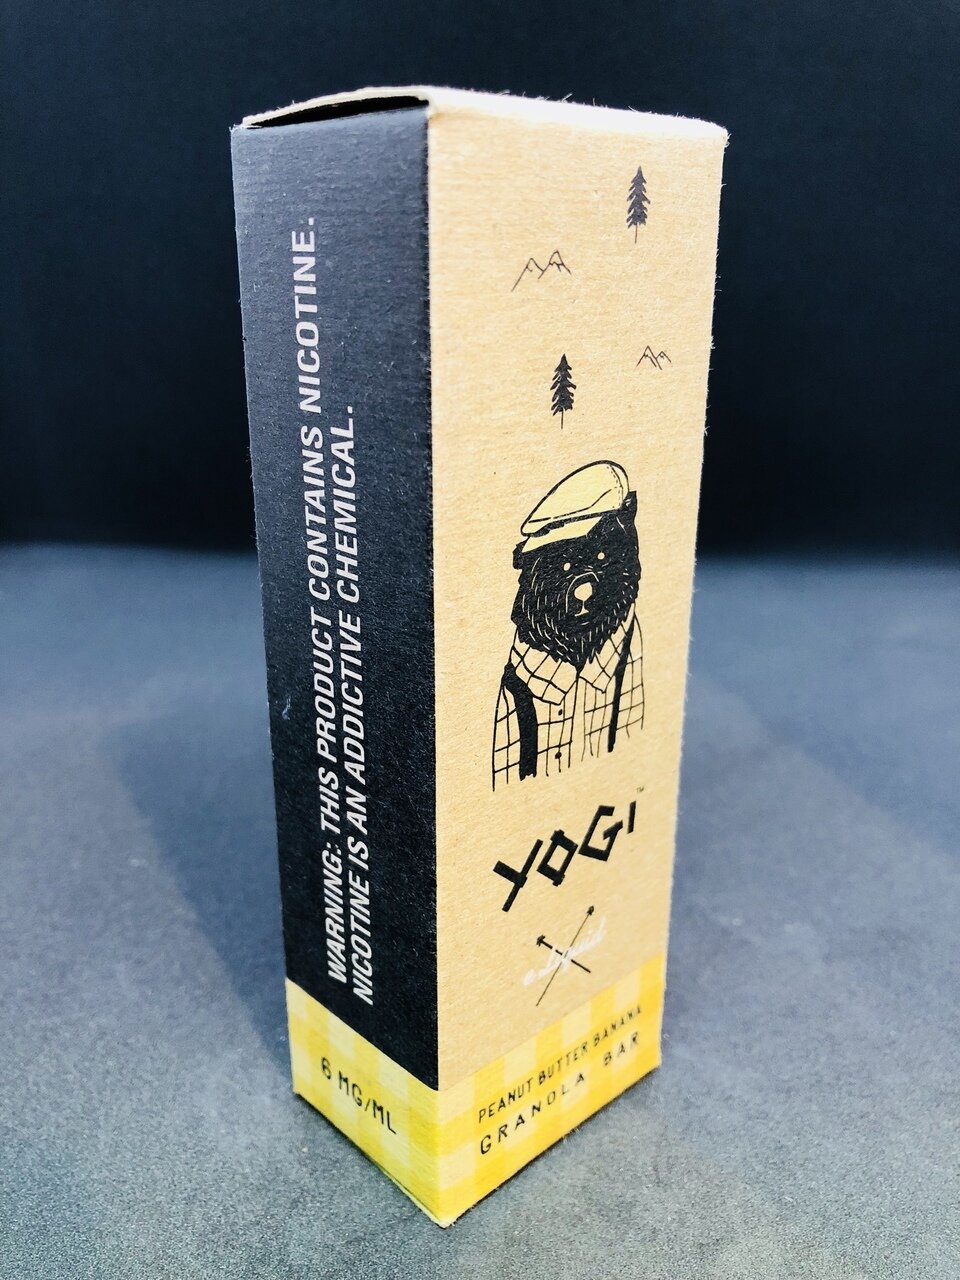 WARNING: THIS PRODUCT CONTAINS NICOTINE.
NICOTINE IS AN ADDICTIVE CHEMICAL.
6 MG/ML
YOGI™
e-liquid
PEANUT BUTTER BANANA
GRANOLA BAR